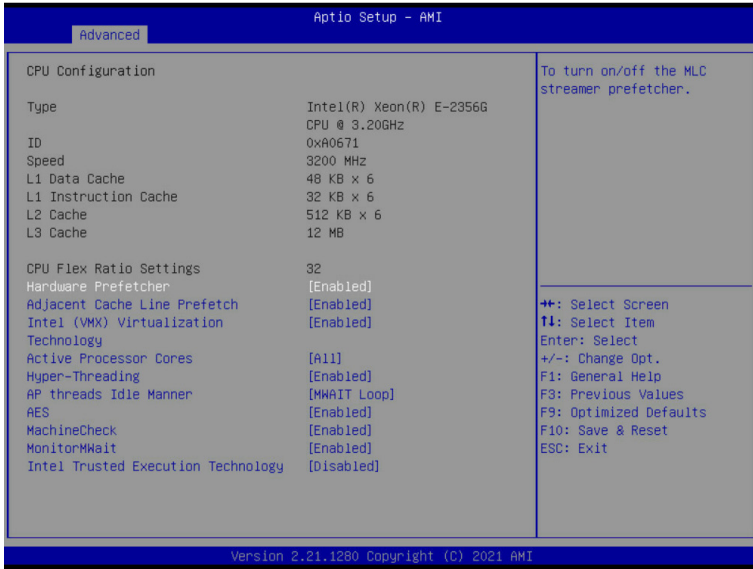 Aptio Setup – AMI
Advanced
CPU Configuration
Type Intel(R) Xeon(R) E-2356G
CPU @ 3.20GHz
ID 0xA0671
Speed 3200 MHz
L1 Data Cache 48 KB x 6
L1 Instruction Cache 32 KB x 6
L2 Cache 512 KB x 6
L3 Cache 12 MB
CPU Flex Ratio Settings 32
Hardware Prefetcher [Enabled]
Adjacent Cache Line Prefetch [Enabled]
Intel (VMX) Virtualization [Enabled]
Technology
Active Processor Cores [All]
Hyper-Threading [Enabled]
AP threads Idle Manner [MWAIT Loop]
AES [Enabled]
MachineCheck [Enabled]
MonitorMWait [Enabled]
Intel Trusted Execution Technology [Disabled]
To turn on/off the MLC
streamer prefetcher.
→←: Select Screen
↑↓: Select Item
Enter: Select
+/-: Change Opt.
F1: General Help
F3: Previous Values
F9: Optimized Defaults
F10: Save & Reset
ESC: Exit
Version 2.21.1280 Copyright (C) 2021 AMI